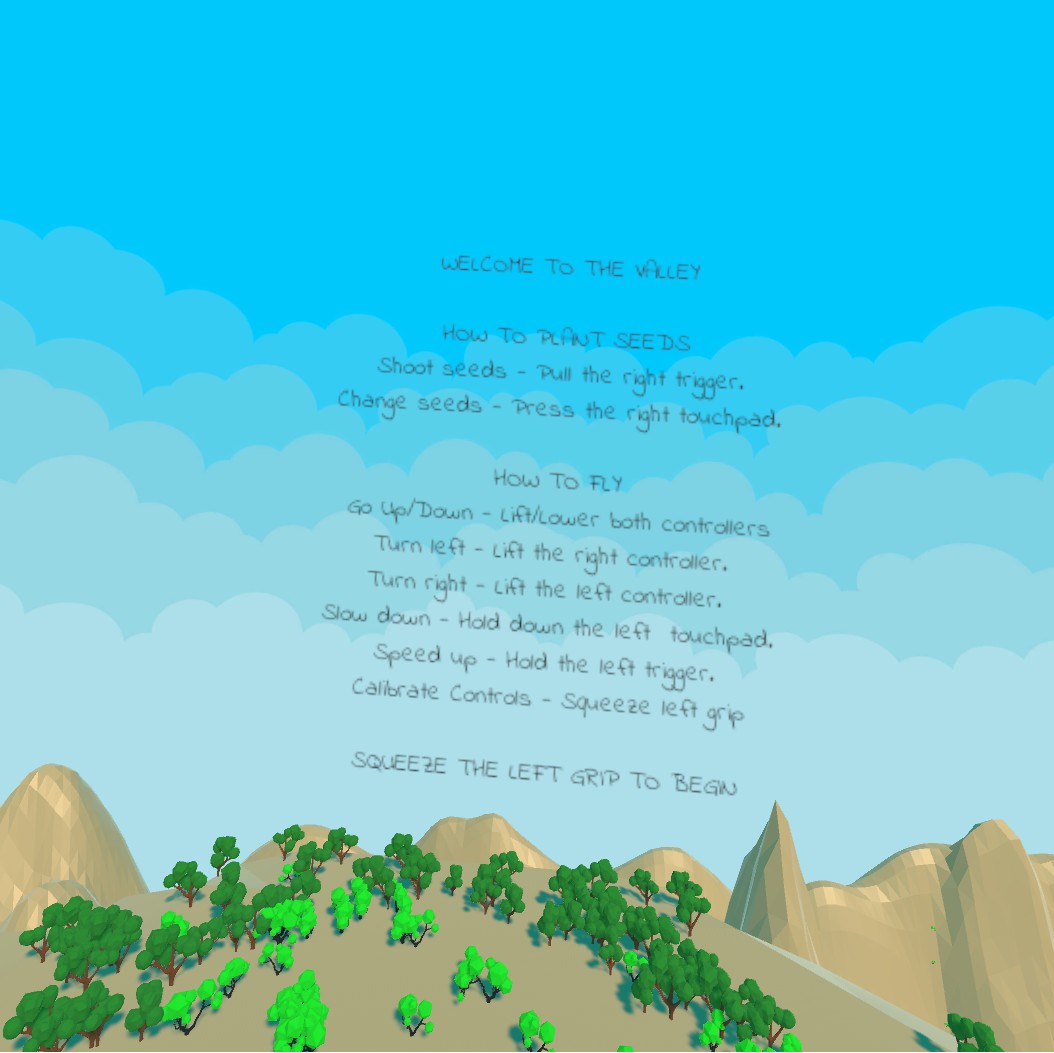 WELCOME TO THE VALLEY
HOW TO PLANT SEEDS
Shoot seeds - Pull the right trigger.
Change seeds - Press the right touchpad.
HOW TO FLY
Go Up/Down - Lift/Lower both controllers
Turn left - Lift the right controller.
Turn right - Lift the left controller.
Slow down - Hold down the left touchpad.
Speed up - Hold the left trigger.
Calibrate Controls - Squeeze left grip
SQUEEZE THE LEFT GRIP TO BEGIN